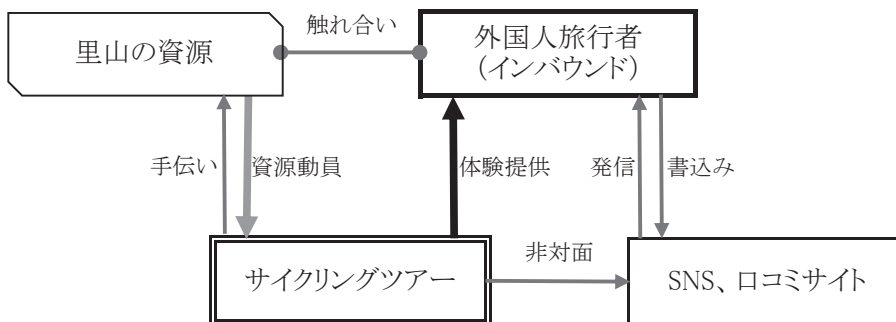 触れ合い
里山の資源
外国人旅行者
（インバウンド）
手伝い
資源動員
体験提供
発信
書込み
サイクリングツアー
非対面
SNS、口コミサイト